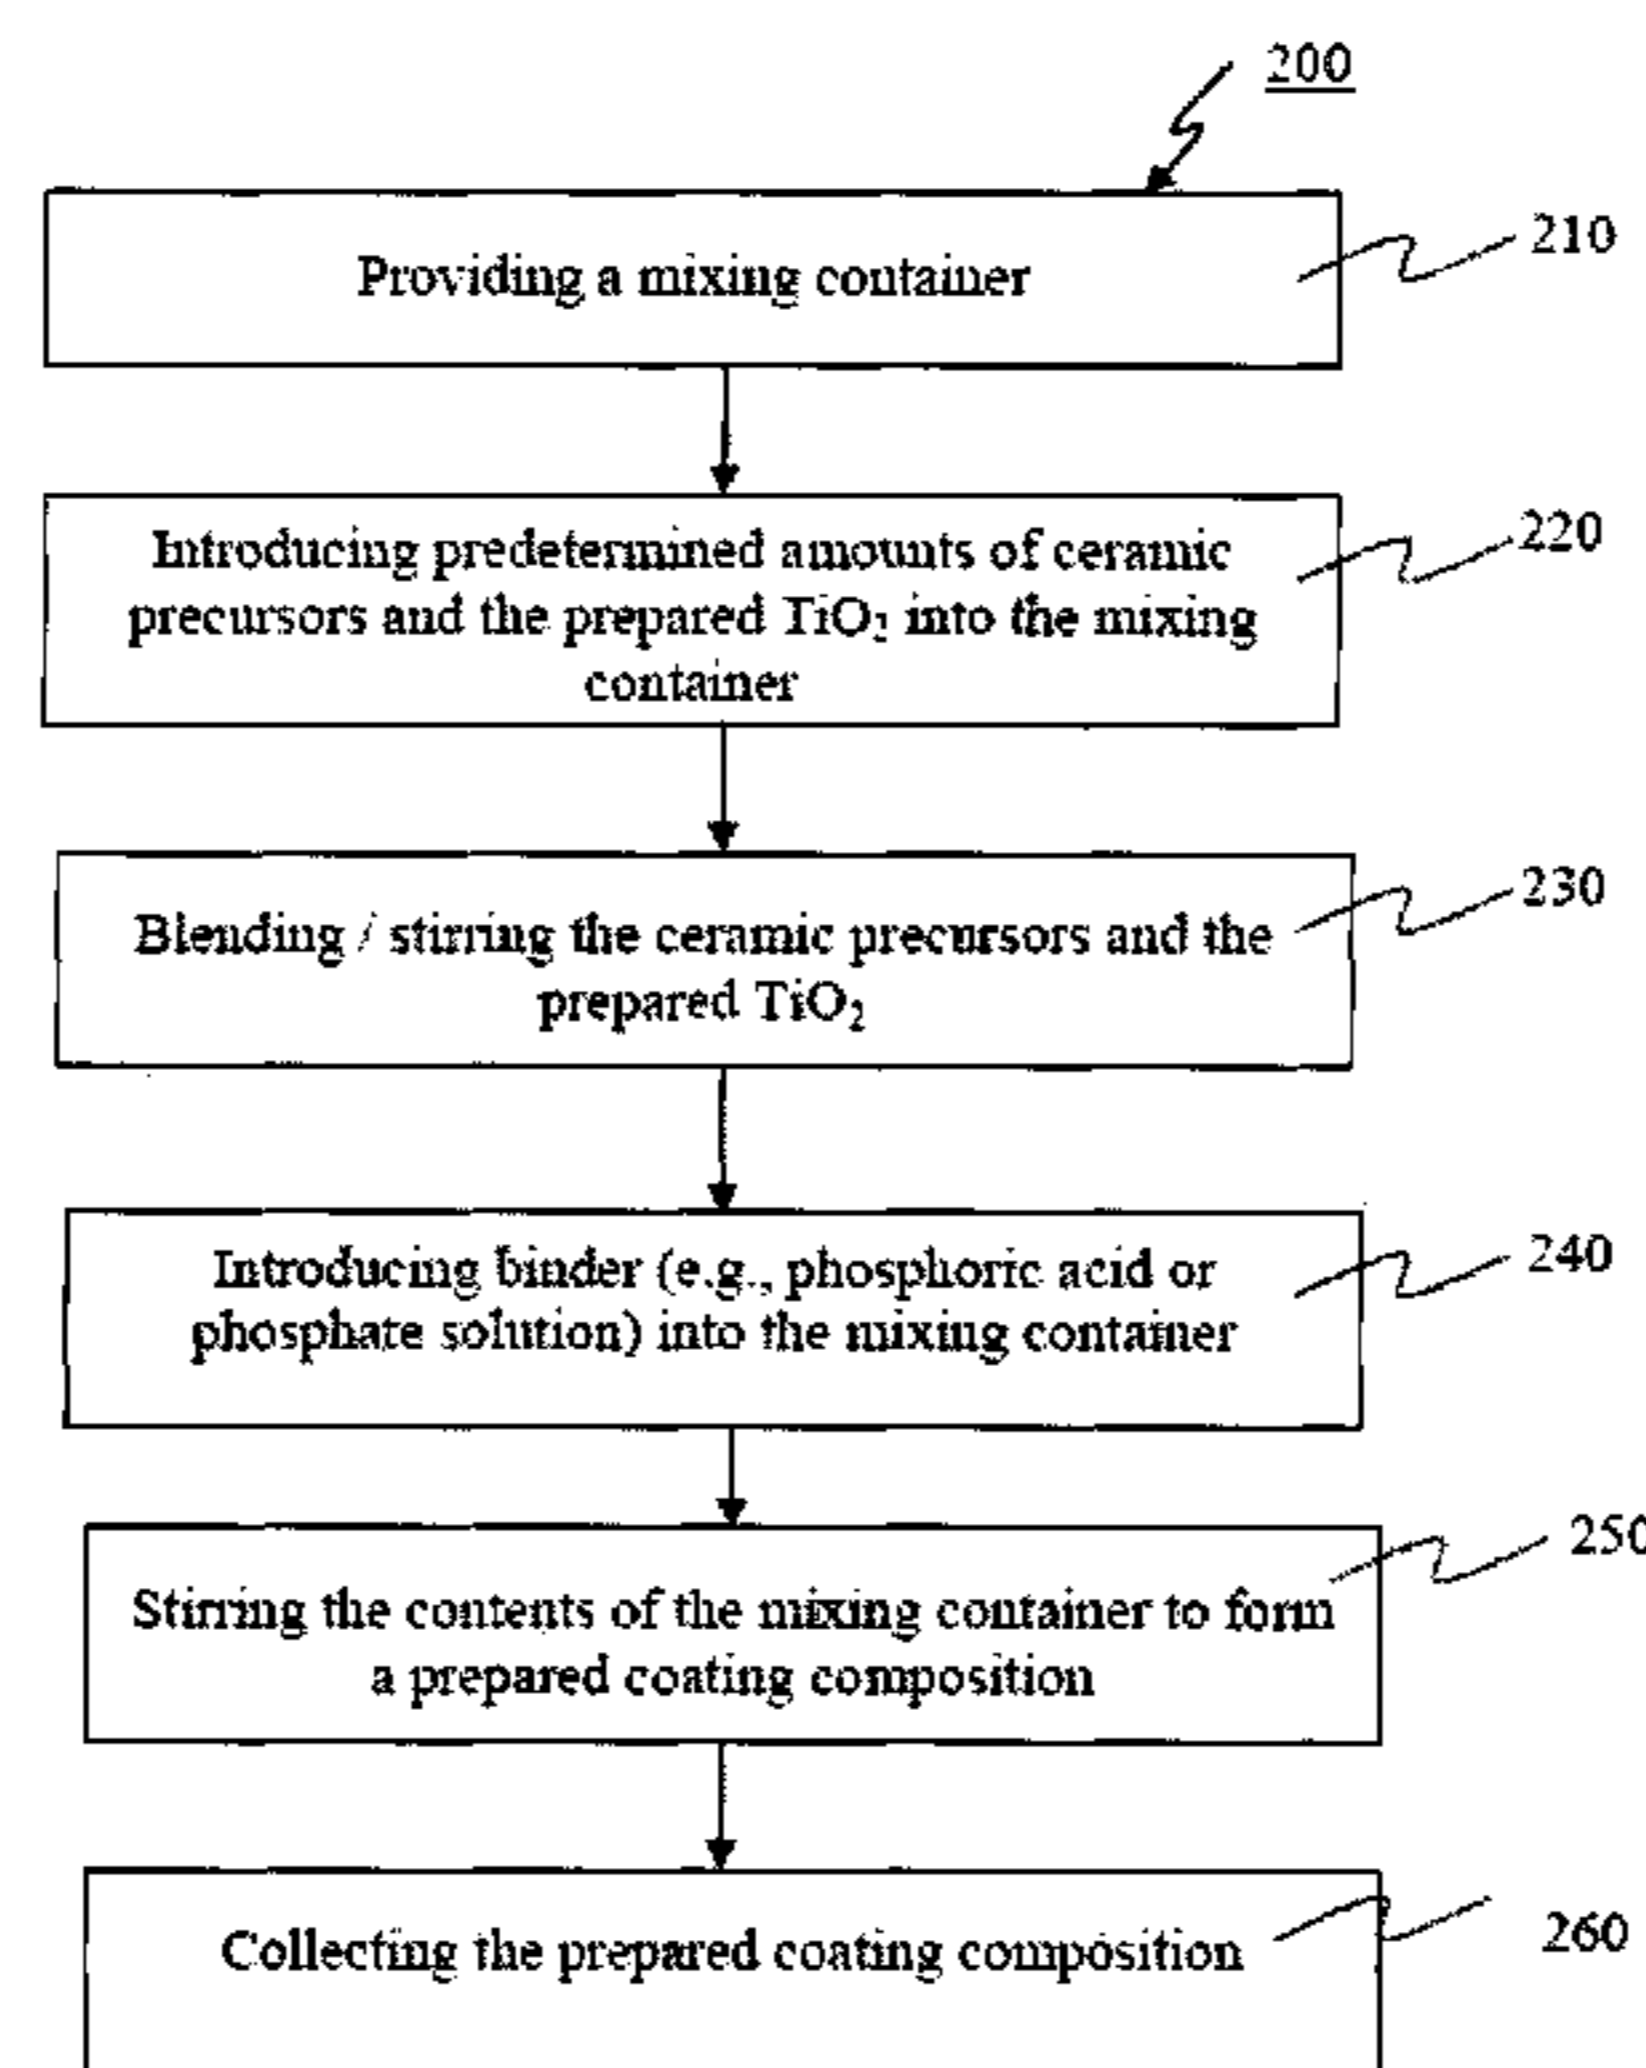 200
Providing a mixing container
210
Introducing predetermined amounts of ceramic
220
precursors and the prepared TiO₂ into the mixing
container
Blending / stirring the ceramic precursors and the
230
prepared TiO₂
Introducing binder (e.g., phosphoric acid or
240
phosphate solution) into the mixing container
250
Stirring the contents of the mixing container to form
a prepared coating composition
Collecting the prepared coating composition
260